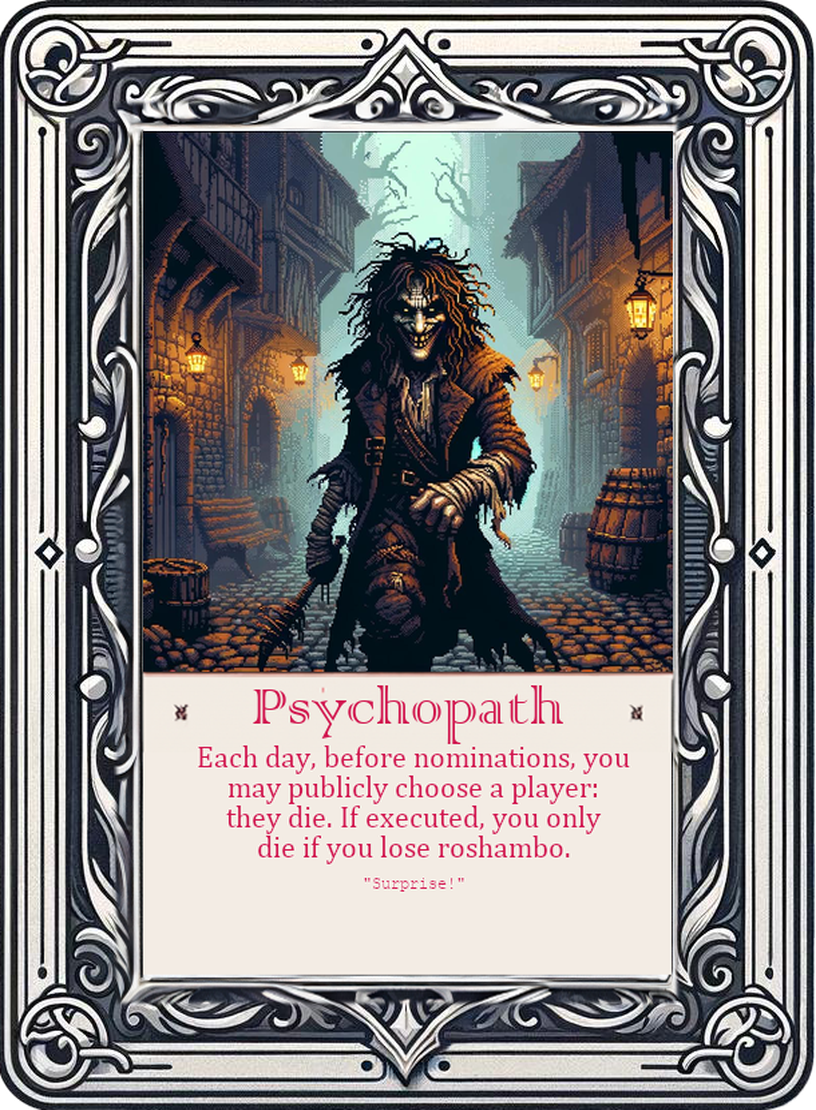 Psychopath
Each day, before nominations, you
may publicly choose a player:
they die. If executed, you only
die if you lose roshambo.
"Surprise!"